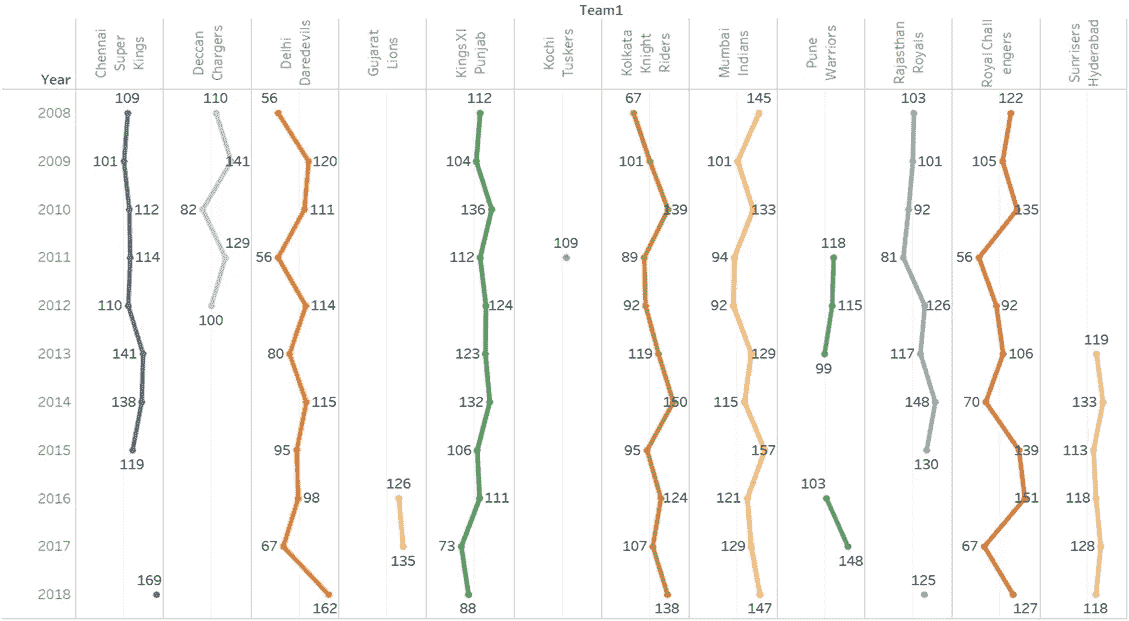 Team1
Year
Chennai Super Kings
Deccan Chargers
Delhi Daredevils
Gujarat Lions
Kings XI Punjab
Kochi Tuskers
Kolkata Knight Riders
Mumbai Indians
Pune Warriors
Rajasthan Royals
Royal Challengers
Sunrisers Hyderabad
2008 109 110 56 112 67 145 103 122
2009 101 141 120 104 101 101 101 105
2010 112 82 111 136 139 133 92 135
2011 114 129 56 112 109 89 94 118 81 56
2012 110 100 114 124 92 92 115 126 92
2013 141 80 123 119 129 99 117 106 119
2014 138 115 132 150 115 148 70 133
2015 119 95 106 95 157 130 139 113
2016 98 126 111 124 121 103 151 118
2017 67 135 73 107 129 148 67 128
2018 169 162 88 138 147 125 127 118